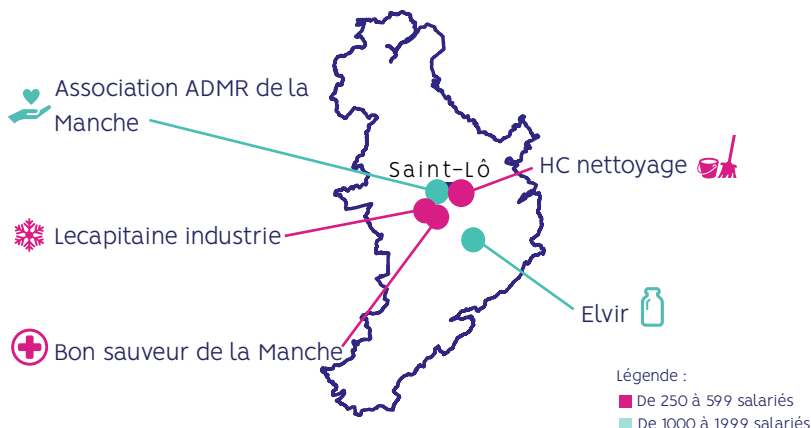 Association ADMR de la
Manche
Saint-Lô
HC nettoyage
Lecapitaine industrie
Elvir
Bon sauveur de la Manche
Légende :
De 250 à 599 salariés
De 1000 à 1999 salariés